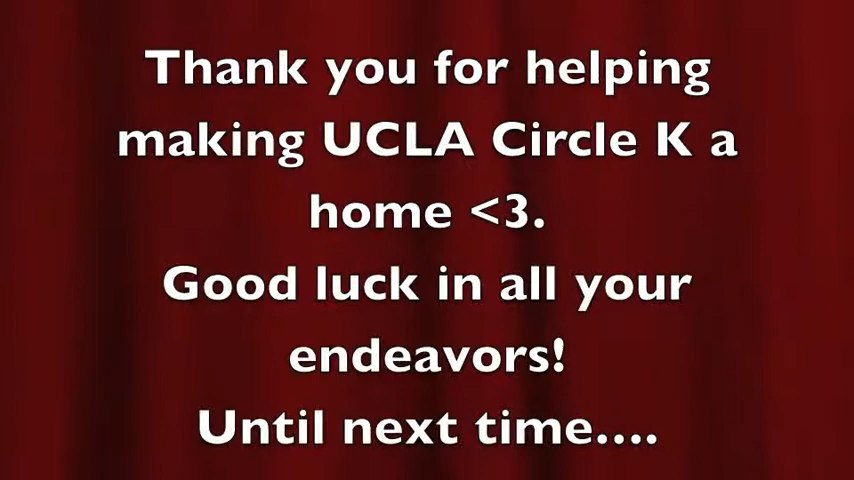 Thank you for helping
making UCLA Circle K a
home <3.
Good luck in all your
endeavors!
Until next time....